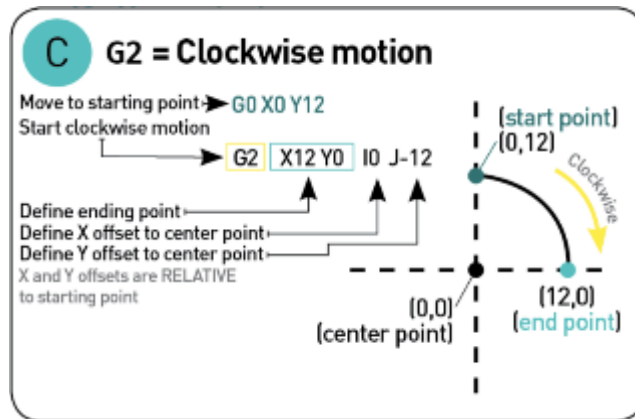 C G2 = Clockwise motion
Move to starting point G0 X0 Y12
Start clockwise motion
G2 X12 Y0 I0 J-12
Define ending point
Define X offset to center point
Define Y offset to center point
X and Y offsets are RELATIVE
to starting point
(start point)
(0,12)
Clockwise
(0,0)
(center point)
(12,0)
(end point)